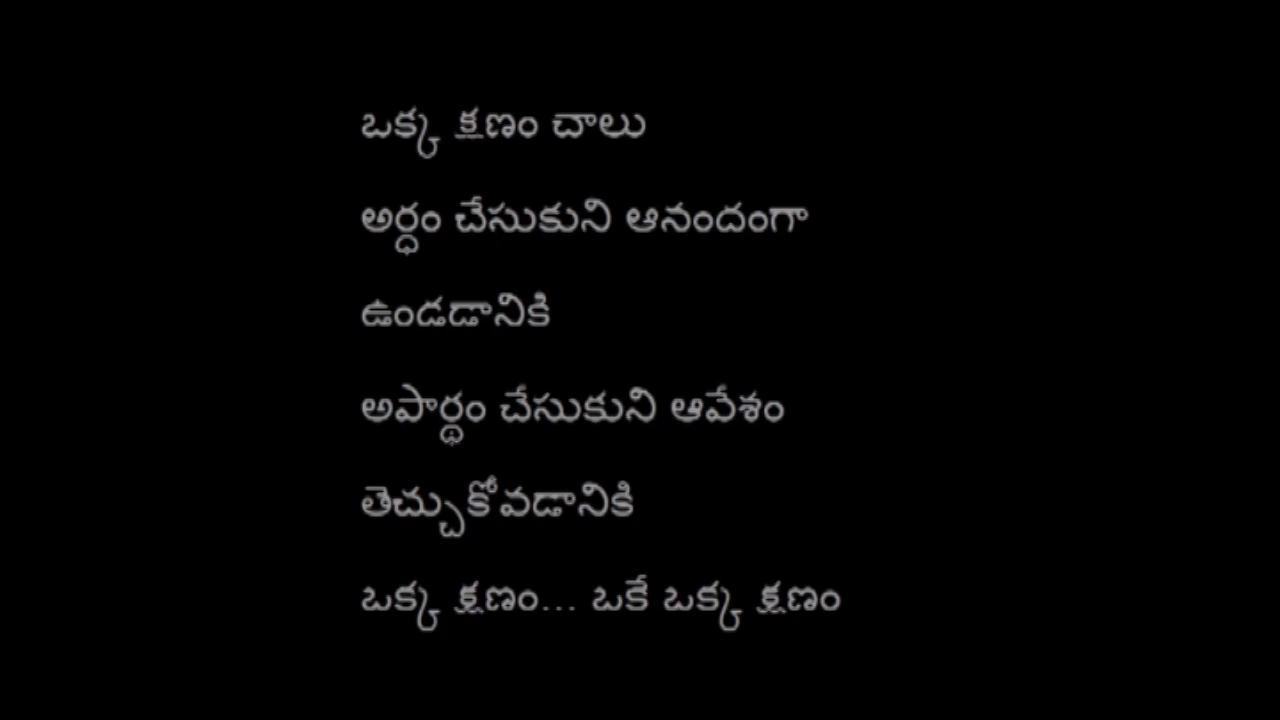 ఒక్క క్షణం చాలు
అర్ధం చేసుకుని ఆనందంగా
ఉండడానికి
అపార్థం చేసుకుని ఆవేశం
తెచ్చుకోవడానికి
ఒక్క క్షణం... ఒకే ఒక్క క్షణం